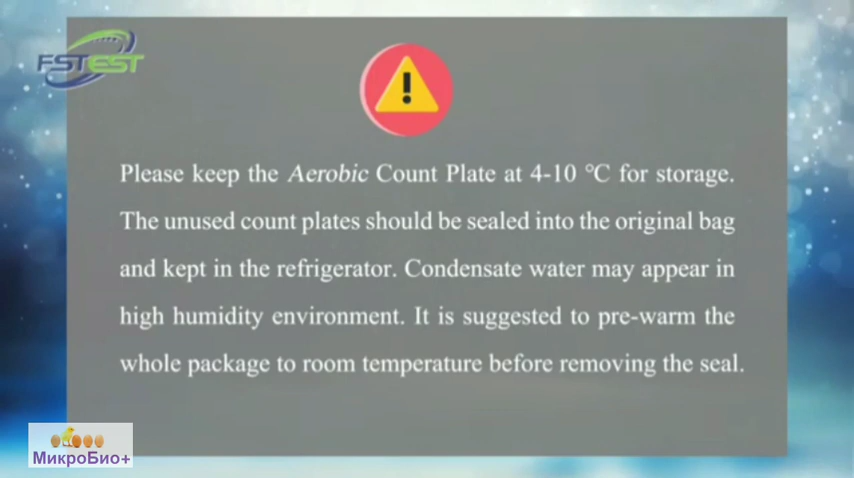 FSTEST
Please keep the Aerobic Count Plate at 4-10 ℃ for storage.
The unused count plates should be sealed into the original bag
and kept in the refrigerator. Condensate water may appear in
high humidity environment. It is suggested to pre-warm the
whole package to room temperature before removing the seal.
МикроБио+